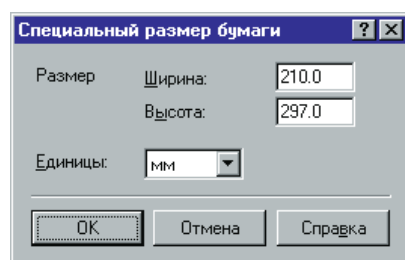 Специальный размер бумаги
Размер Ширина: 210.0
Высота: 297.0
Единицы: мм
OK Отмена Справка